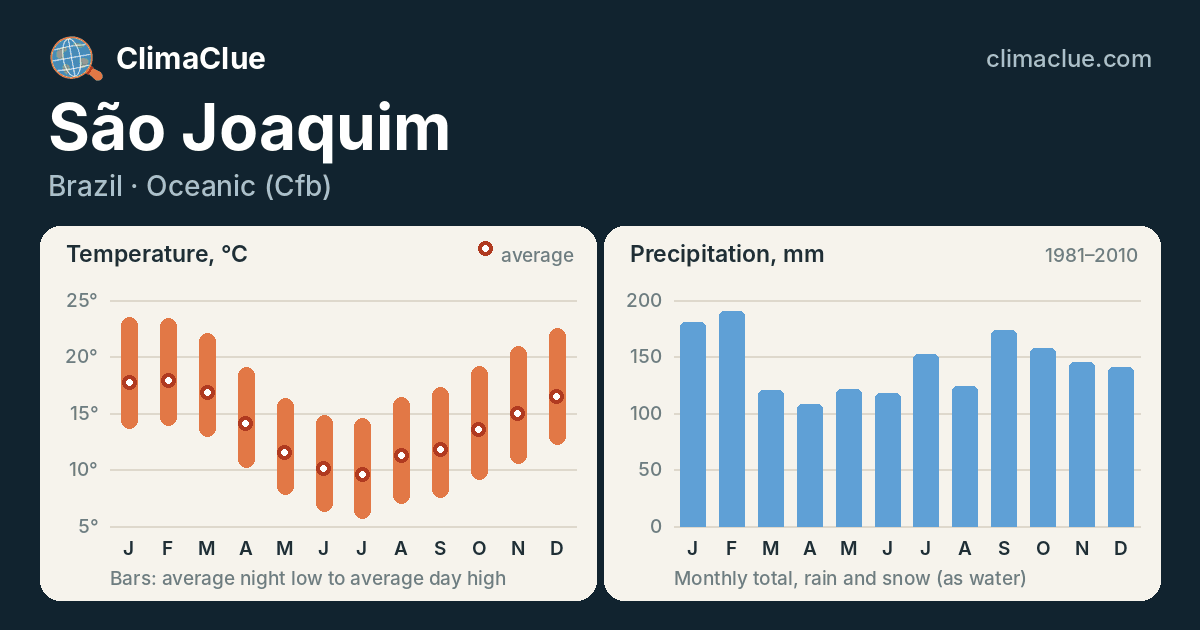 ClimaClue
climaclue.com
São Joaquim
Brazil · Oceanic (Cfb)
Temperature, °C
average
25°
20°
15°
10°
5°
J F M A M J J A S O N D
Bars: average night low to average day high
Precipitation, mm
1981–2010
200
150
100
50
0
J F M A M J J A S O N D
Monthly total, rain and snow (as water)